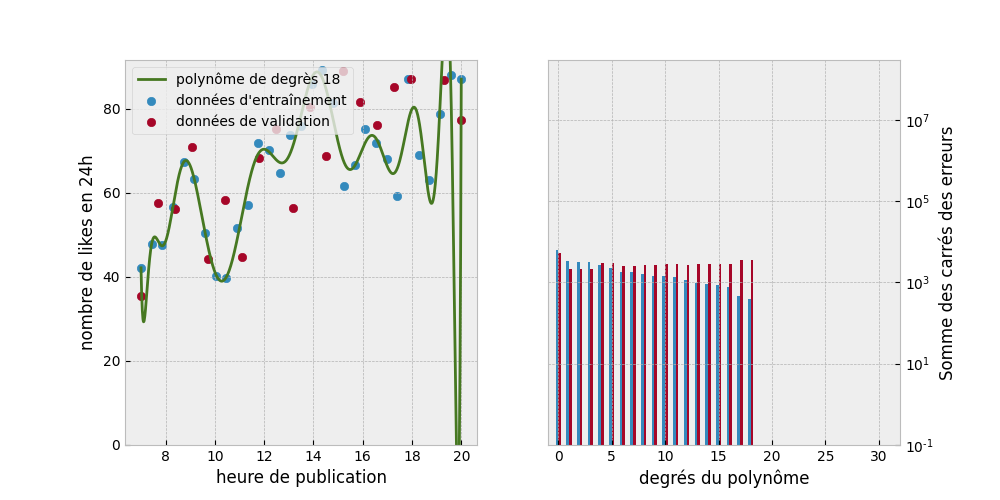 polynôme de degrès 18
données d'entraînement
données de validation
nombre de likes en 24h
80
60
40
20
0
8 10 12 14 16 18 20
heure de publication
10^7
10^5
10^3
10^1
10^-1
Somme des carrés des erreurs
0 5 10 15 20 25 30
degrés du polynôme